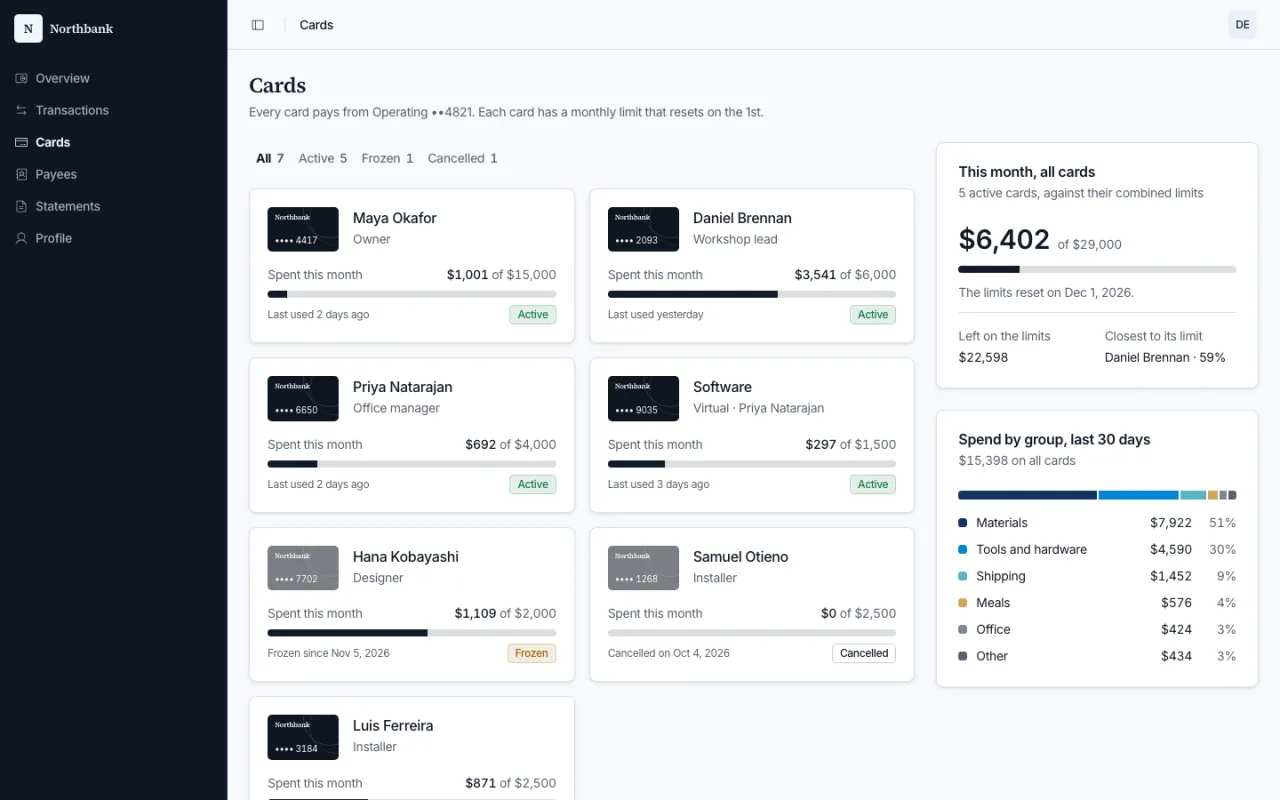 N Northbank
Overview
Transactions
Cards
Payees
Statements
Profile
Cards
DE
Cards
Every card pays from Operating ••4821. Each card has a monthly limit that resets on the 1st.
All 7 Active 5 Frozen 1 Cancelled 1
Northbank
•••• 4417
Maya Okafor
Owner
Spent this month $1,001 of $15,000
Last used 2 days ago Active
Northbank
•••• 2093
Daniel Brennan
Workshop lead
Spent this month $3,541 of $6,000
Last used yesterday Active
Northbank
•••• 6650
Priya Natarajan
Office manager
Spent this month $692 of $4,000
Last used 2 days ago Active
Northbank
•••• 9035
Software
Virtual · Priya Natarajan
Spent this month $297 of $1,500
Last used 3 days ago Active
Northbank
•••• 7702
Hana Kobayashi
Designer
Spent this month $1,109 of $2,000
Frozen since Nov 5, 2026 Frozen
Northbank
•••• 1268
Samuel Otieno
Installer
Spent this month $0 of $2,500
Cancelled on Oct 4, 2026 Cancelled
Northbank
•••• 3184
Luis Ferreira
Installer
Spent this month $871 of $2,500
This month, all cards
5 active cards, against their combined limits
$6,402 of $29,000
The limits reset on Dec 1, 2026.
Left on the limits
$22,598
Closest to its limit
Daniel Brennan · 59%
Spend by group, last 30 days
$15,398 on all cards
Materials $7,922 51%
Tools and hardware $4,590 30%
Shipping $1,452 9%
Meals $576 4%
Office $424 3%
Other $434 3%